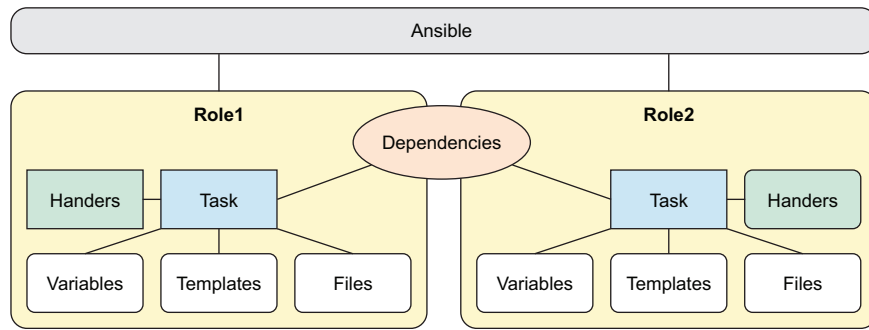 Ansible
Role1
Role2
Dependencies
Handers
Task
Task
Handers
Variables
Templates
Files
Variables
Templates
Files